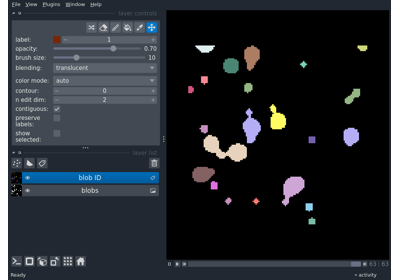 File View Plugins Window Help
layer controls
label: 1
opacity: 0.70
brush size: 10
blending: translucent
color mode: auto
contour: 0
n edit dim: 2
contiguous: ✓
preserve
labels:
show
selected:
layer list
blob ID
blobs
63 63
Ready
activity